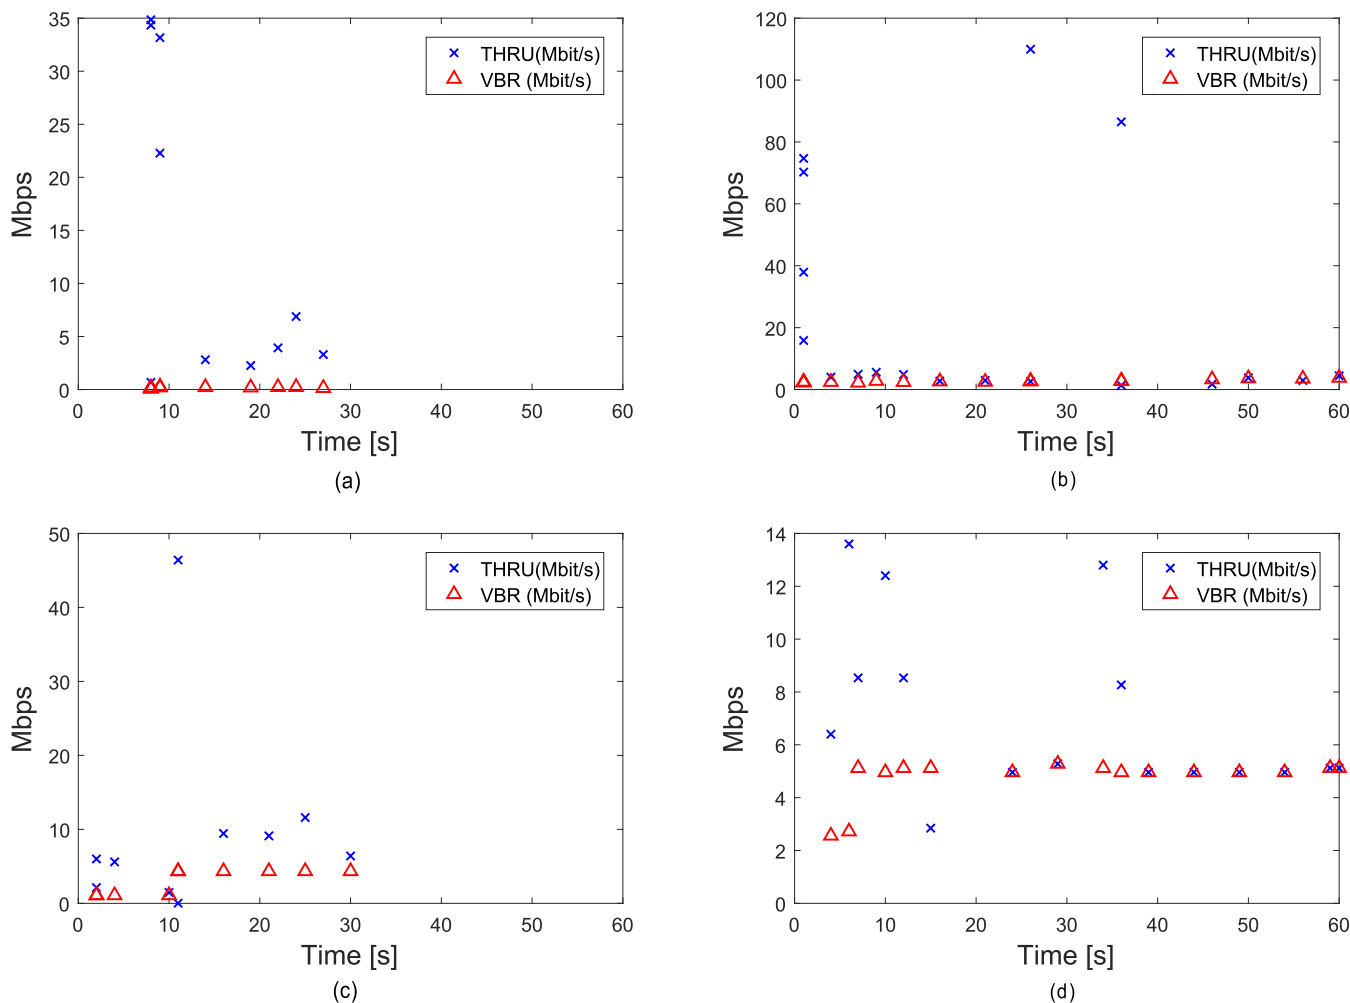 35
30
25
20
15
10
5
0
Mbps
THRU(Mbit/s)
VBR (Mbit/s)
0 10 20 30 40 50 60
Time [s]
(a)
120
100
80
60
40
20
0
Mbps
THRU(Mbit/s)
VBR (Mbit/s)
0 10 20 30 40 50 60
Time [s]
(b)
50
40
30
20
10
0
Mbps
THRU(Mbit/s)
VBR (Mbit/s)
0 10 20 30 40 50 60
Time [s]
(c)
14
12
10
8
6
4
2
0
Mbps
THRU(Mbit/s)
VBR (Mbit/s)
0 10 20 30 40 50 60
Time [s]
(d)